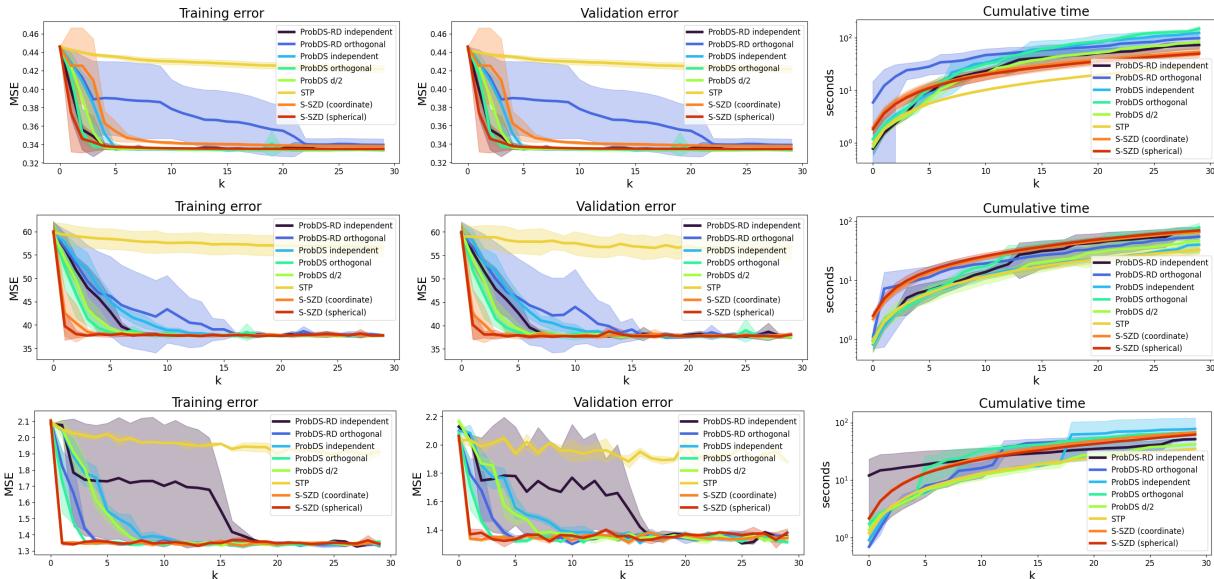 Training error
Validation error
Cumulative time
0.46
0.44
0.42
0.40
0.38
0.36
0.34
0.32
MSE
0 5 10 15 20 25 30
k
ProbDS-RD independent
ProbDS-RD orthogonal
ProbDS independent
ProbDS orthogonal
ProbDS d/2
STP
S-SZD (coordinate)
S-SZD (spherical)
0.46
0.44
0.42
0.40
0.38
0.36
0.34
0.32
MSE
0 5 10 15 20 25 30
k
ProbDS-RD independent
ProbDS-RD orthogonal
ProbDS independent
ProbDS orthogonal
ProbDS d/2
STP
S-SZD (coordinate)
S-SZD (spherical)
10²
10¹
10⁰
seconds
0 5 10 15 20 25 30
k
ProbDS-RD independent
ProbDS-RD orthogonal
ProbDS independent
ProbDS orthogonal
ProbDS d/2
STP
S-SZD (coordinate)
S-SZD (spherical)
Training error
Validation error
Cumulative time
60
55
50
45
40
35
MSE
0 5 10 15 20 25 30
k
ProbDS-RD independent
ProbDS-RD orthogonal
ProbDS independent
ProbDS orthogonal
ProbDS d/2
STP
S-SZD (coordinate)
S-SZD (spherical)
60
55
50
45
40
35
MSE
0 5 10 15 20 25 30
k
ProbDS-RD independent
ProbDS-RD orthogonal
ProbDS independent
ProbDS orthogonal
ProbDS d/2
STP
S-SZD (coordinate)
S-SZD (spherical)
10²
10¹
10⁰
seconds
0 5 10 15 20 25 30
k
ProbDS-RD independent
ProbDS-RD orthogonal
ProbDS independent
ProbDS orthogonal
ProbDS d/2
STP
S-SZD (coordinate)
S-SZD (spherical)
Training error
Validation error
Cumulative time
2.1
2.0
1.9
1.8
1.7
1.6
1.5
1.4
1.3
MSE
0 5 10 15 20 25 30
k
ProbDS-RD independent
ProbDS-RD orthogonal
ProbDS independent
ProbDS orthogonal
ProbDS d/2
STP
S-SZD (coordinate)
S-SZD (spherical)
2.2
2.0
1.8
1.6
1.4
MSE
0 5 10 15 20 25 30
k
ProbDS-RD independent
ProbDS-RD orthogonal
ProbDS independent
ProbDS orthogonal
ProbDS d/2
STP
S-SZD (coordinate)
S-SZD (spherical)
10²
10¹
10⁰
seconds
0 5 10 15 20 25 30
k
ProbDS-RD independent
ProbDS-RD orthogonal
ProbDS independent
ProbDS orthogonal
ProbDS d/2
STP
S-SZD (coordinate)
S-SZD (spherical)